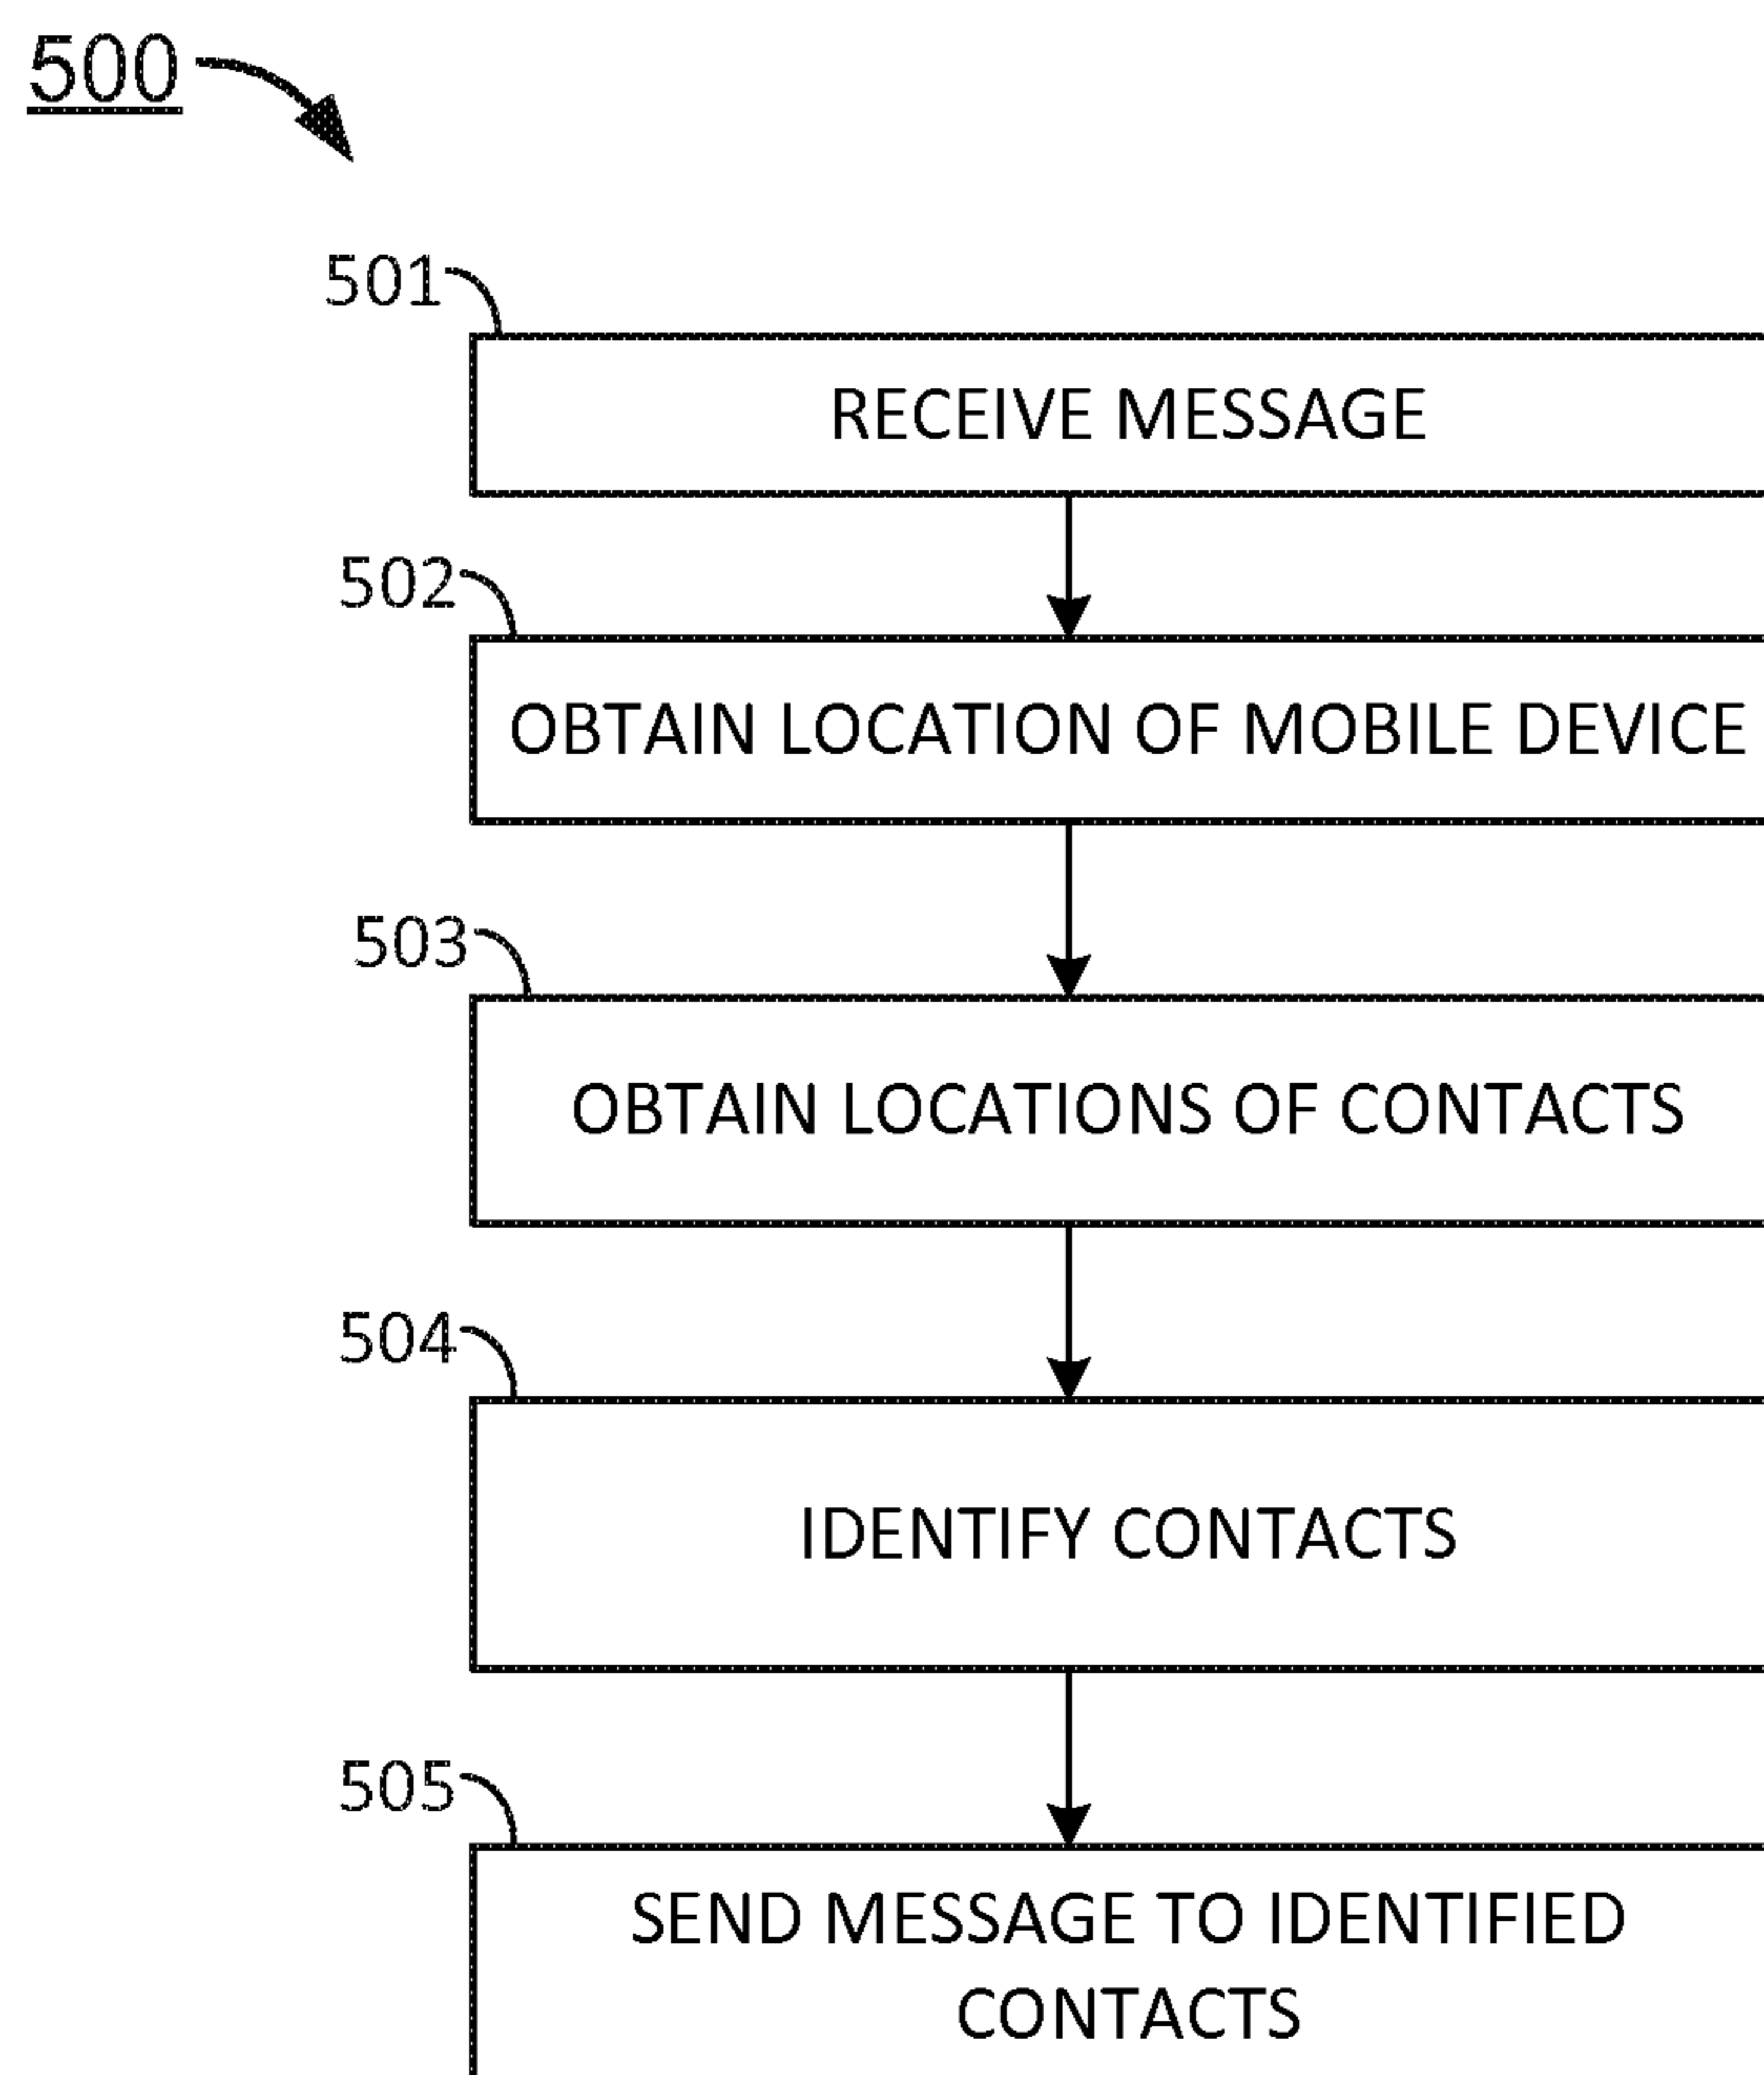 500
501
RECEIVE MESSAGE
502
OBTAIN LOCATION OF MOBILE DEVICE
503
OBTAIN LOCATIONS OF CONTACTS
504
IDENTIFY CONTACTS
505
SEND MESSAGE TO IDENTIFIED
CONTACTS